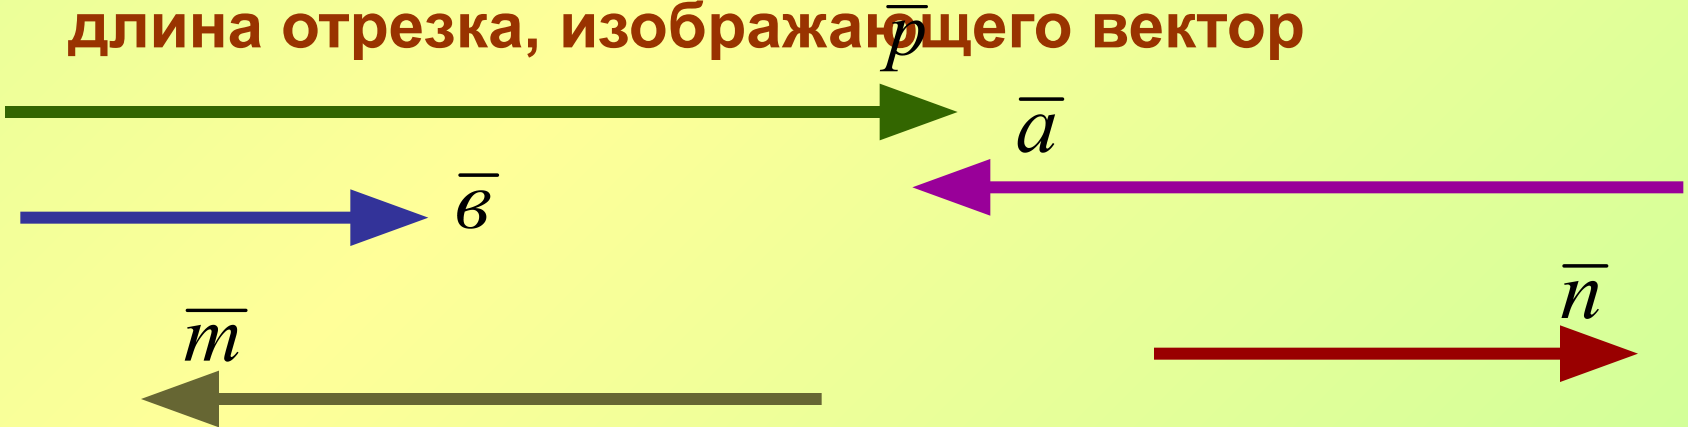 длина отрезка, изображающего вектор
p̅
a̅
в̅
n̅
m̅